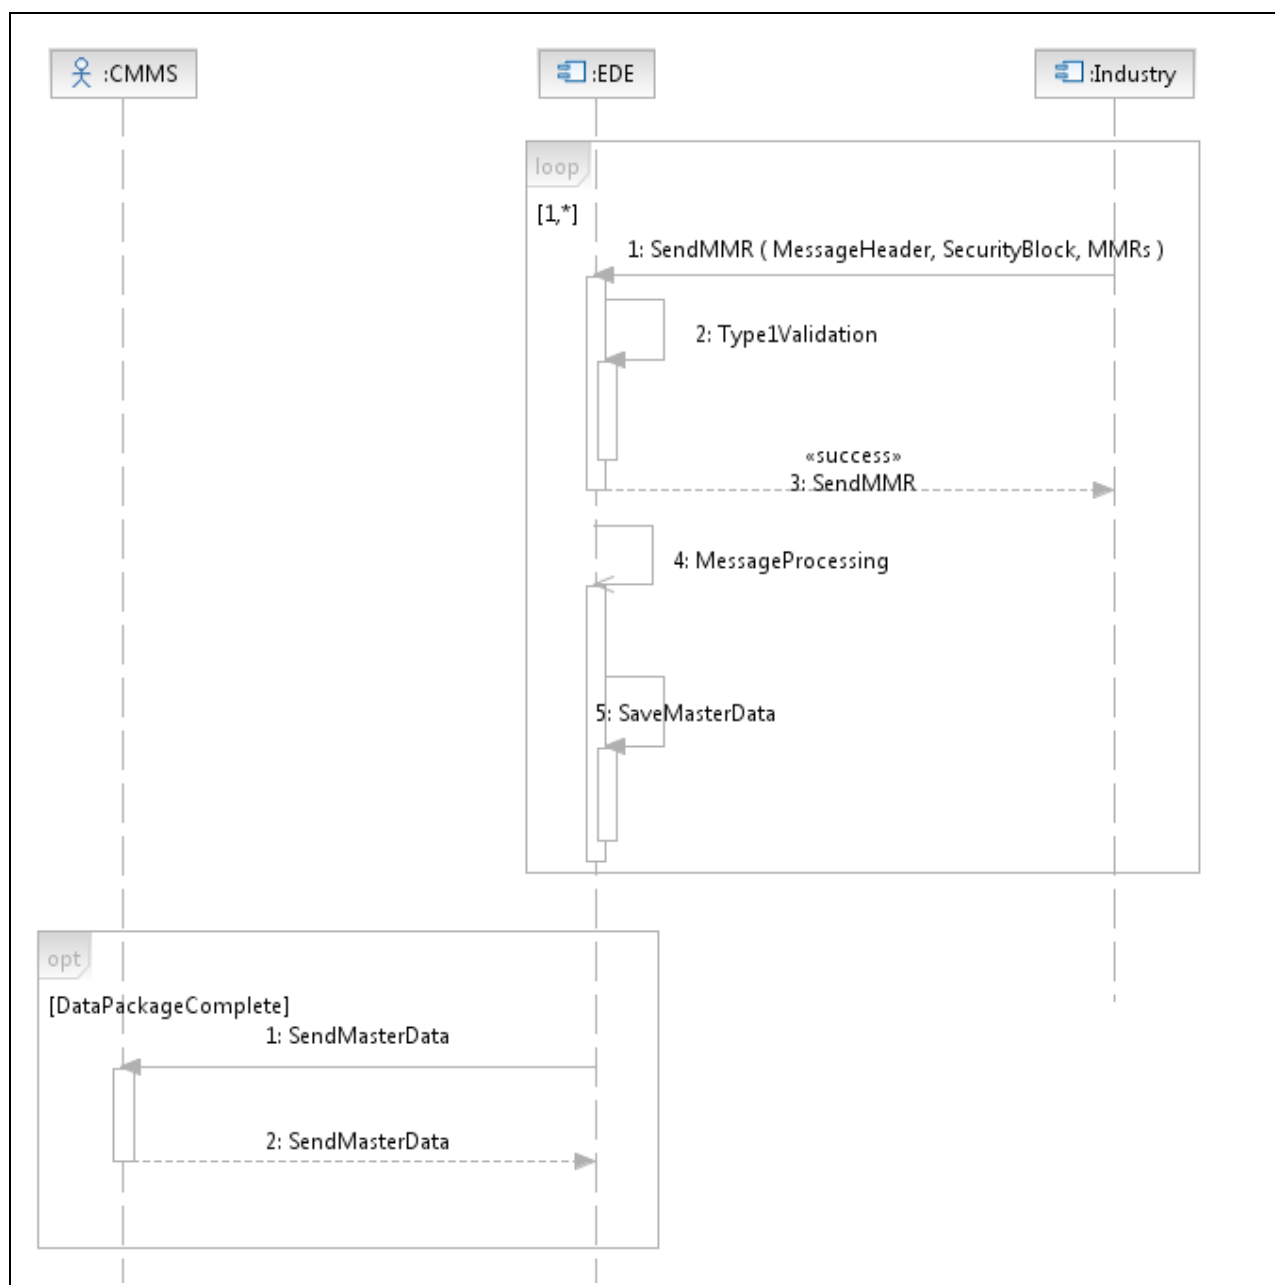 :CMMS
:EDE
:Industry
loop
[1,*]
1: SendMMR ( MessageHeader, SecurityBlock, MMRs )
2: Type1Validation
«success»
3: SendMMR
4: MessageProcessing
5: SaveMasterData
opt
[DataPackageComplete]
1: SendMasterData
2: SendMasterData